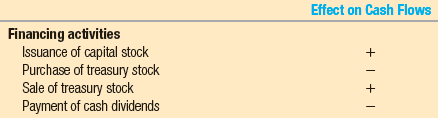 Effect on Cash Flows
Financing activities
Issuance of capital stock +
Purchase of treasury stock −
Sale of treasury stock +
Payment of cash dividends −